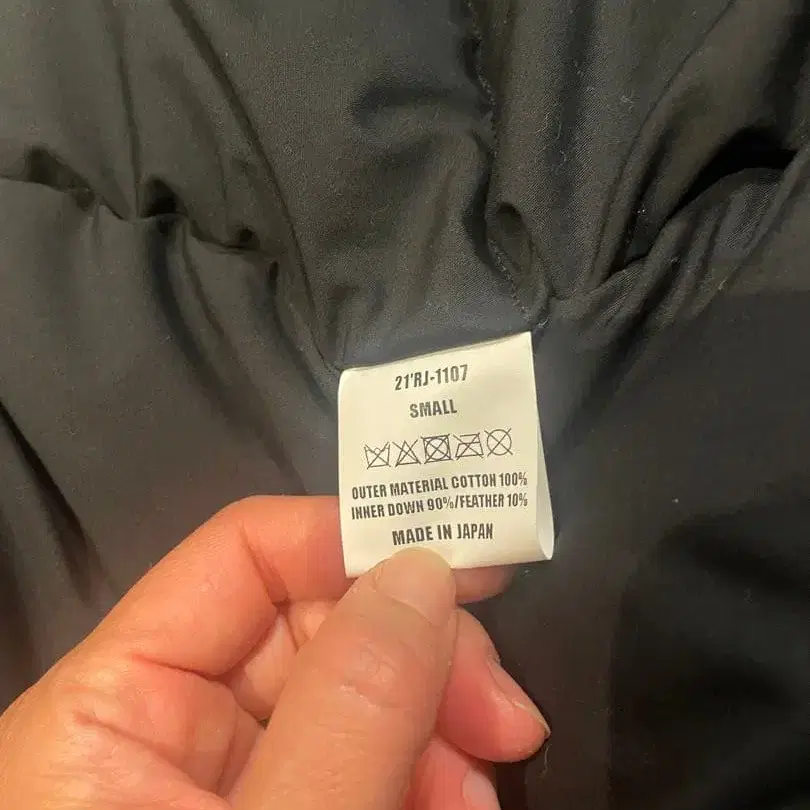 21'RJ-1107
SMALL
OUTER MATERIAL COTTON 100%
INNER DOWN 90%/FEATHER 10%
MADE IN JAPAN